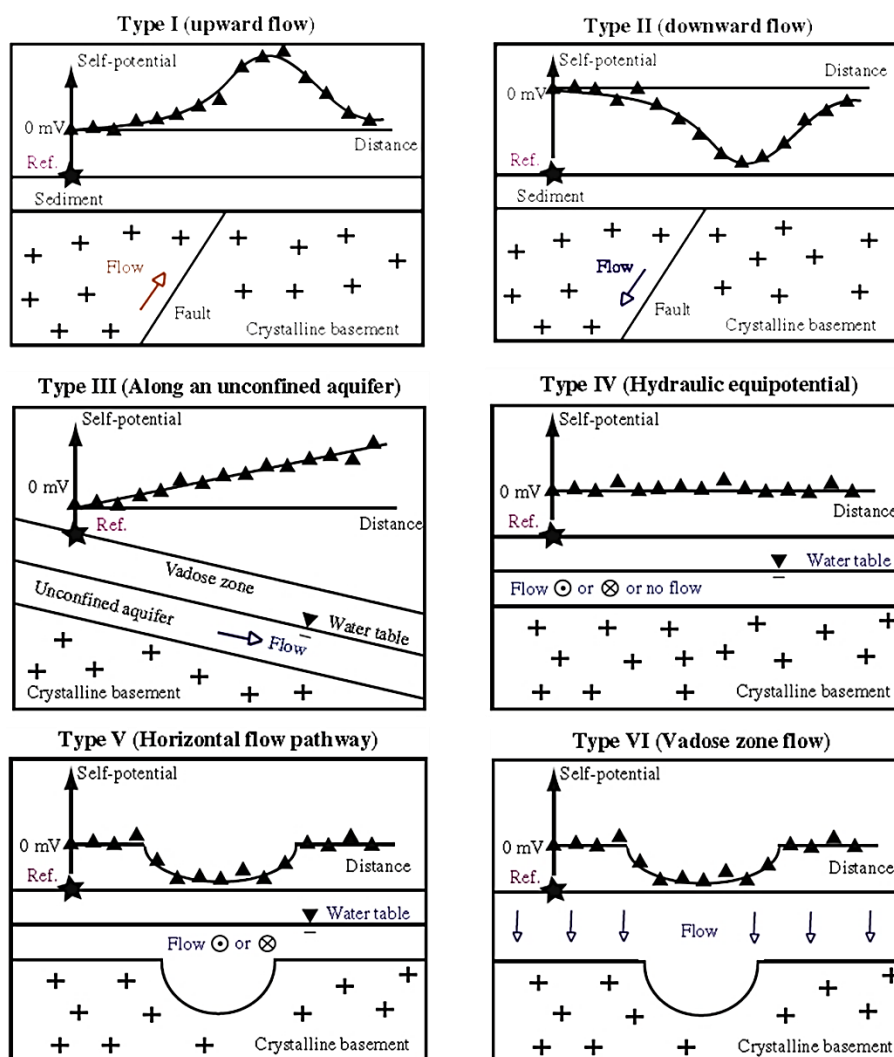 Type I (upward flow)
Self-potential
0 mV
Distance
Ref.
Sediment
Flow
Fault
Crystalline basement
Type II (downward flow)
Self-potential
Distance
0 mV
Ref.
Sediment
Flow
Fault
Crystalline basement
Type III (Along an unconfined aquifer)
Self-potential
0 mV
Ref.
Distance
Vadose zone
Unconfined aquifer
Water table
Flow
Crystalline basement
Type IV (Hydraulic equipotential)
Self-potential
0 mV
Ref.
Distance
Water table
Flow ⊙ or ⊗ or no flow
Crystalline basement
Type V (Horizontal flow pathway)
Self-potential
0 mV
Distance
Ref.
Water table
Flow ⊙ or ⊗
Crystalline basement
Type VI (Vadose zone flow)
Self-potential
0 mV
Distance
Ref.
Flow
Crystalline basement